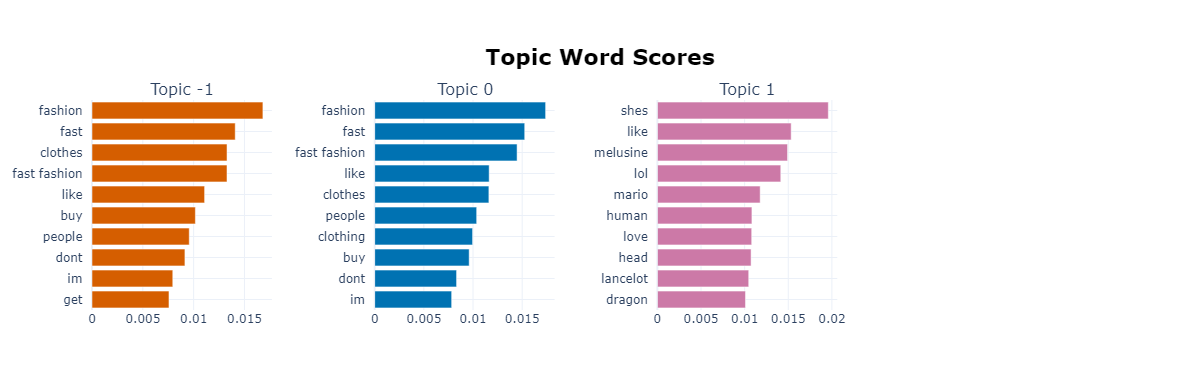 Topic Word Scores
Topic -1
fashion
fast
clothes
fast fashion
like
buy
people
dont
im
get
0 0.005 0.01 0.015
Topic 0
fashion
fast
fast fashion
like
clothes
people
clothing
buy
dont
im
0 0.005 0.01 0.015
Topic 1
shes
like
melusine
lol
mario
human
love
head
lancelot
dragon
0 0.005 0.01 0.015 0.02